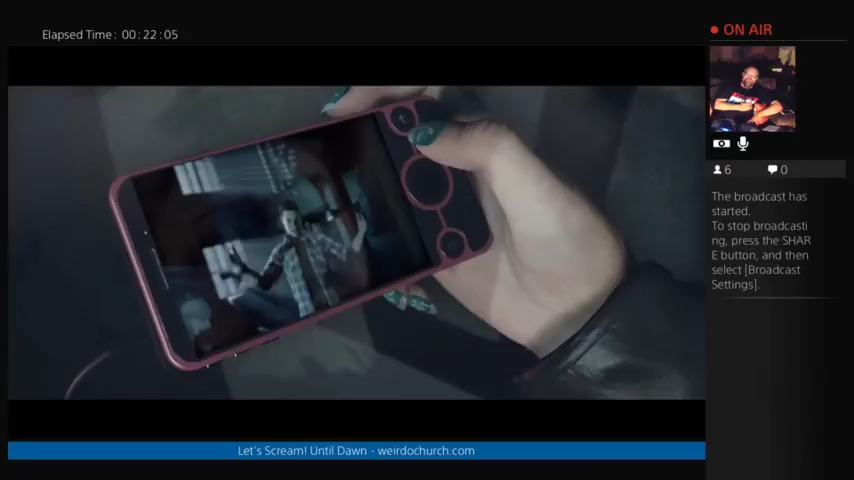 Elapsed Time: 00:22:05
ON AIR
6
0
The broadcast has
started.
To stop broadcasti
ng, press the SHAR
E button, and then
select [Broadcast
Settings].
Let's Scream! Until Dawn - weirdochurch.com